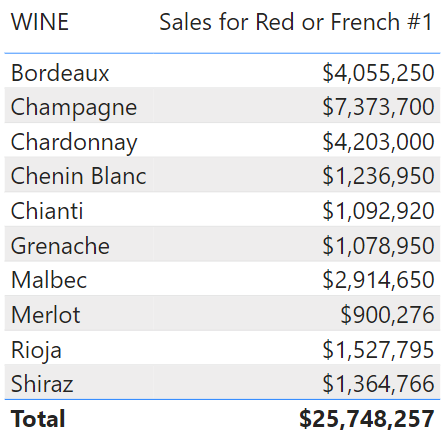 WINE Sales for Red or French #1
Bordeaux $4,055,250
Champagne $7,373,700
Chardonnay $4,203,000
Chenin Blanc $1,236,950
Chianti $1,092,920
Grenache $1,078,950
Malbec $2,914,650
Merlot $900,276
Rioja $1,527,795
Shiraz $1,364,766
Total $25,748,257